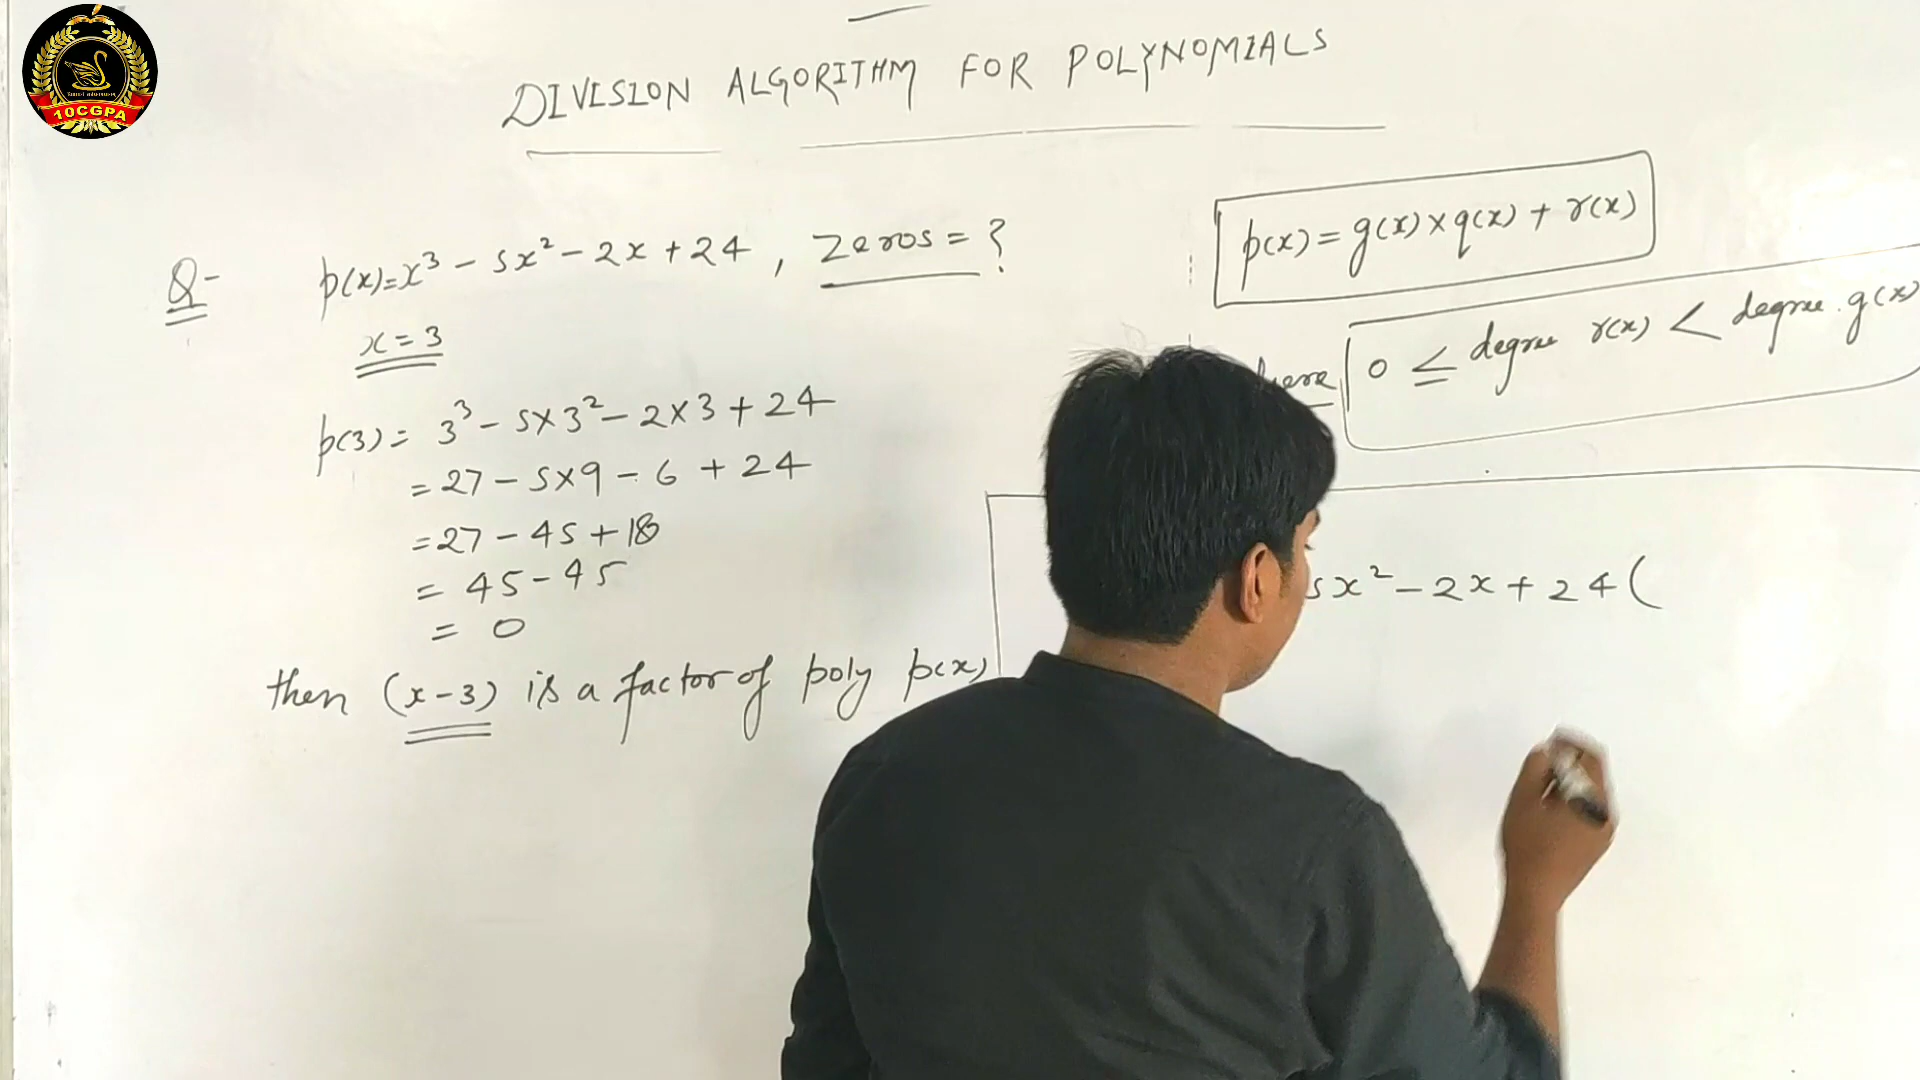 10CGPA
DIVISION ALGORITHM FOR POLYNOMIALS
Q- p(x)=x³ - 5x² - 2x + 24 , Zeros = ?
x = 3
p(3) = 3³ - 5×3² - 2×3 + 24
= 27 - 5×9 - 6 + 24
= 27 - 45 + 18
= 45 - 45
= 0
then (x-3) is a factor of poly p(x)
p(x) = g(x) × q(x) + r(x)
0 ≤ degree r(x) < degree. g(x)
5x² - 2x + 24 (